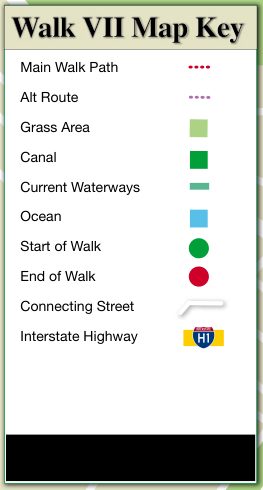 Walk VII Map Key
Main Walk Path
Alt Route
Grass Area
Canal
Current Waterways
Ocean
Start of Walk
End of Walk
Connecting Street
Interstate Highway
H1